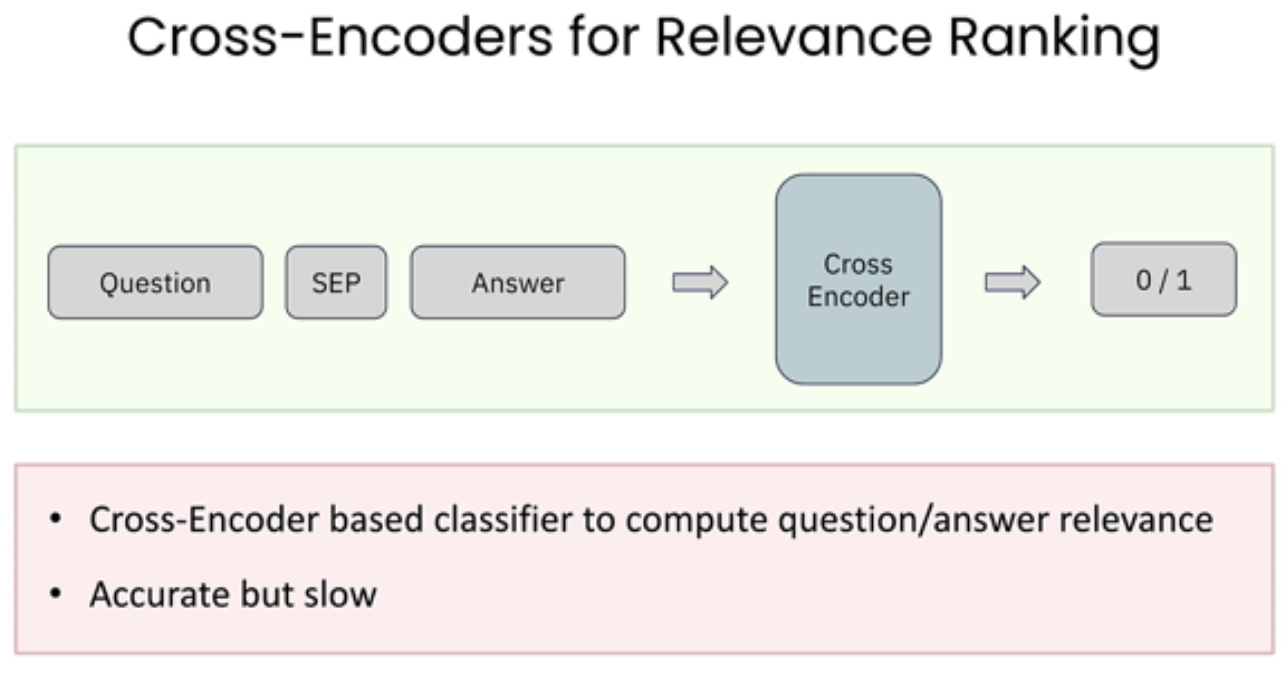 Cross-Encoders for Relevance Ranking
Question SEP Answer
Cross
Encoder
0 / 1
• Cross-Encoder based classifier to compute question/answer relevance
• Accurate but slow